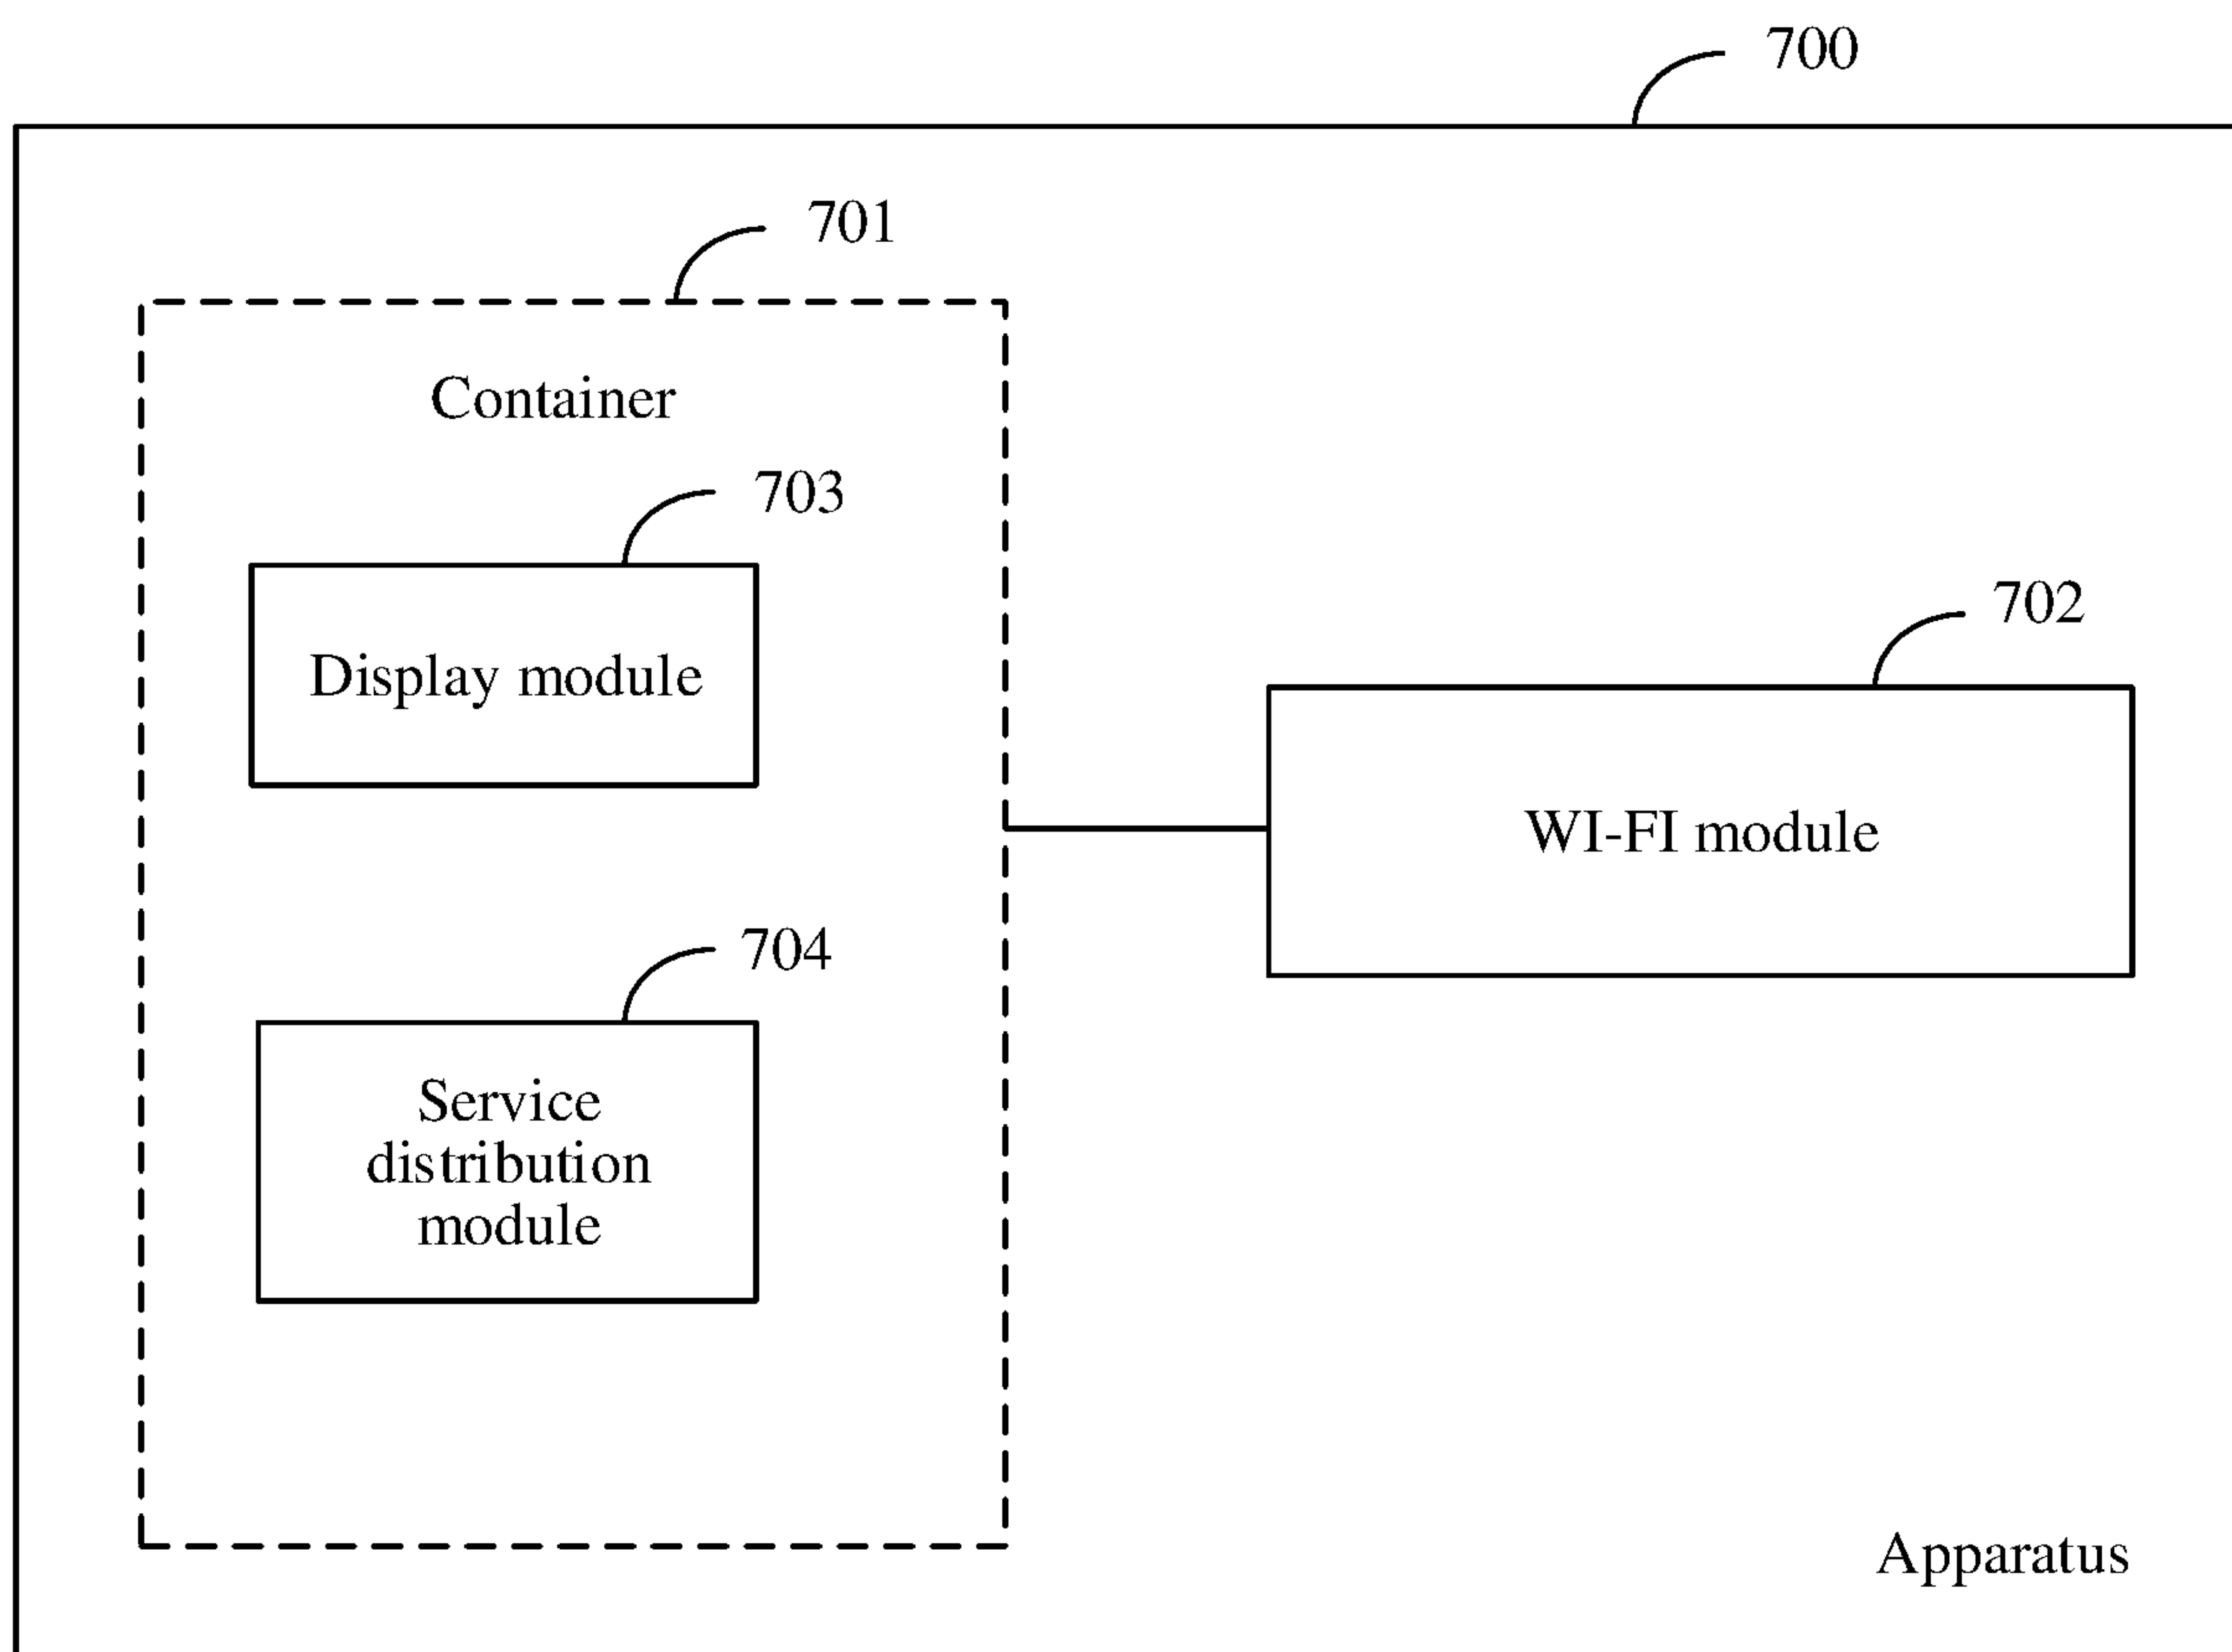 700
701
Container
703
Display module
702
WI-FI module
704
Service
distribution
module
Apparatus